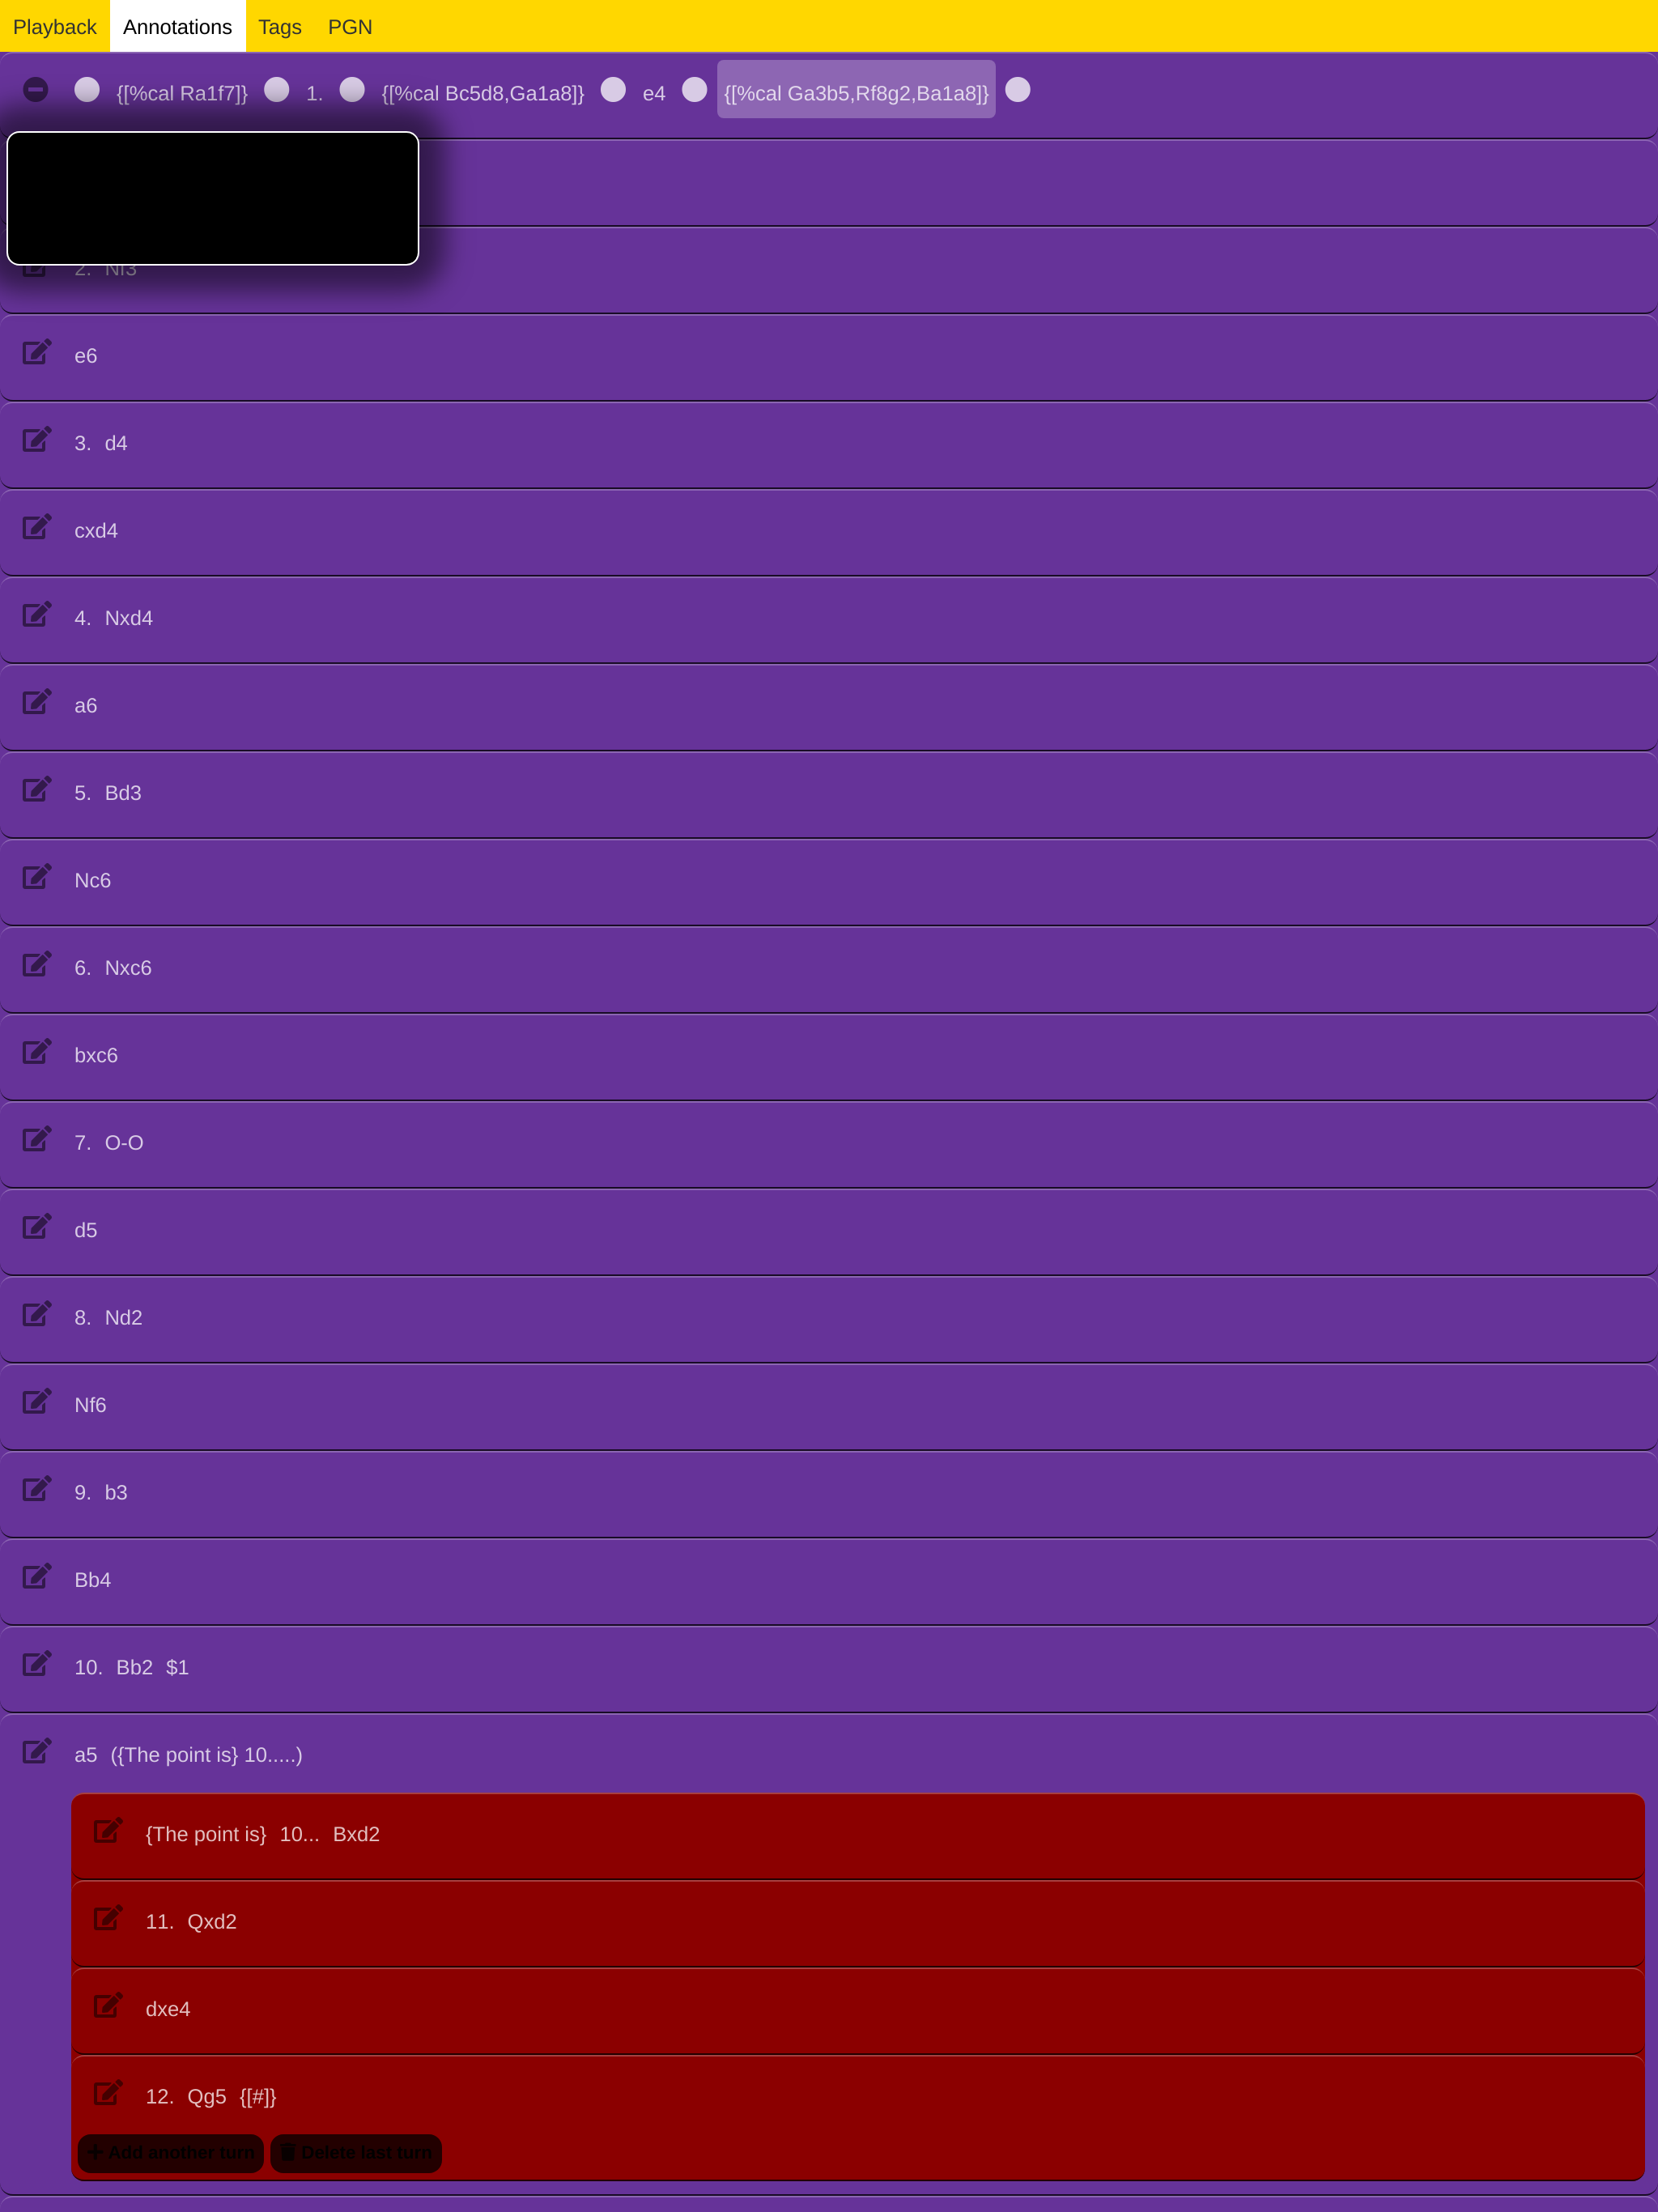 Playback Annotations Tags PGN
{[%cal Ra1f7]} 1. {[%cal Bc5d8,Ga1a8]} e4 {[%cal Ga3b5,Rf8g2,Ba1a8]}
2. Nf3
e6
3. d4
cxd4
4. Nxd4
a6
5. Bd3
Nc6
6. Nxc6
bxc6
7. O-O
d5
8. Nd2
Nf6
9. b3
Bb4
10. Bb2 $1
a5 ({The point is} 10.....)
{The point is} 10... Bxd2
11. Qxd2
dxe4
12. Qg5 {[#]}
Add another turn Delete last turn